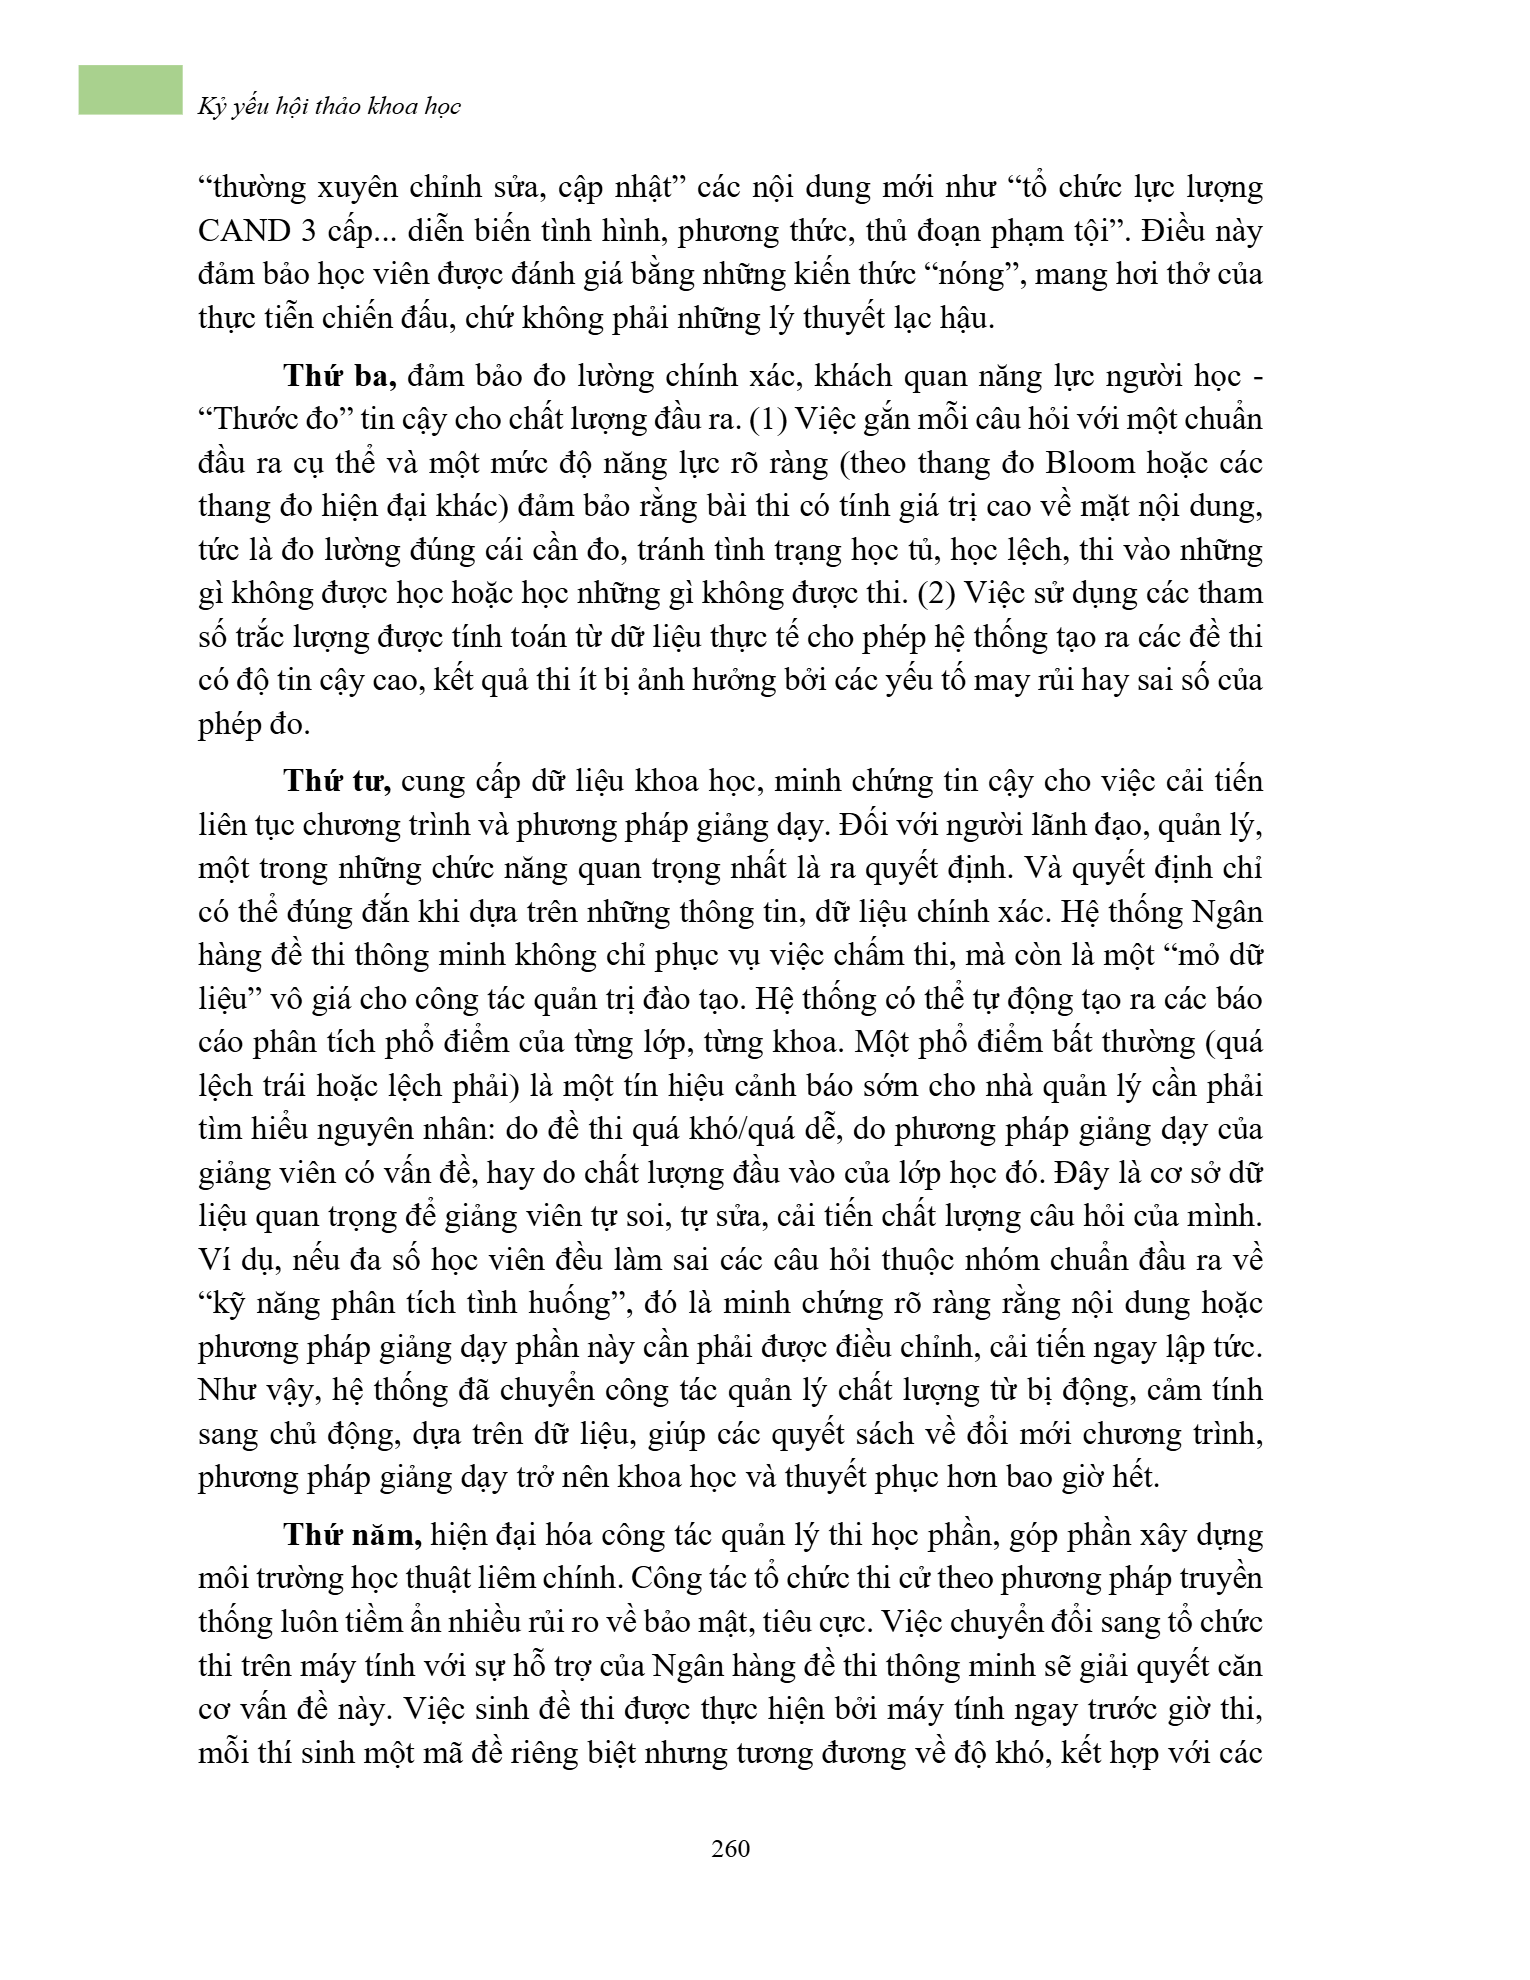 Kỷ yếu hội thảo khoa học
“thường xuyên chỉnh sửa, cập nhật” các nội dung mới như “tổ chức lực lượng
CAND 3 cấp... diễn biến tình hình, phương thức, thủ đoạn phạm tội”. Điều này
đảm bảo học viên được đánh giá bằng những kiến thức “nóng”, mang hơi thở của
thực tiễn chiến đấu, chứ không phải những lý thuyết lạc hậu.
Thứ ba, đảm bảo đo lường chính xác, khách quan năng lực người học -
“Thước đo” tin cậy cho chất lượng đầu ra. (1) Việc gắn mỗi câu hỏi với một chuẩn
đầu ra cụ thể và một mức độ năng lực rõ ràng (theo thang đo Bloom hoặc các
thang đo hiện đại khác) đảm bảo rằng bài thi có tính giá trị cao về mặt nội dung,
tức là đo lường đúng cái cần đo, tránh tình trạng học tủ, học lệch, thi vào những
gì không được học hoặc học những gì không được thi. (2) Việc sử dụng các tham
số trắc lượng được tính toán từ dữ liệu thực tế cho phép hệ thống tạo ra các đề thi
có độ tin cậy cao, kết quả thi ít bị ảnh hưởng bởi các yếu tố may rủi hay sai số của
phép đo.
Thứ tư, cung cấp dữ liệu khoa học, minh chứng tin cậy cho việc cải tiến
liên tục chương trình và phương pháp giảng dạy. Đối với người lãnh đạo, quản lý,
một trong những chức năng quan trọng nhất là ra quyết định. Và quyết định chỉ
có thể đúng đắn khi dựa trên những thông tin, dữ liệu chính xác. Hệ thống Ngân
hàng đề thi thông minh không chỉ phục vụ việc chấm thi, mà còn là một “mỏ dữ
liệu” vô giá cho công tác quản trị đào tạo. Hệ thống có thể tự động tạo ra các báo
cáo phân tích phổ điểm của từng lớp, từng khoa. Một phổ điểm bất thường (quá
lệch trái hoặc lệch phải) là một tín hiệu cảnh báo sớm cho nhà quản lý cần phải
tìm hiểu nguyên nhân: do đề thi quá khó/quá dễ, do phương pháp giảng dạy của
giảng viên có vấn đề, hay do chất lượng đầu vào của lớp học đó. Đây là cơ sở dữ
liệu quan trọng để giảng viên tự soi, tự sửa, cải tiến chất lượng câu hỏi của mình.
Ví dụ, nếu đa số học viên đều làm sai các câu hỏi thuộc nhóm chuẩn đầu ra về
“kỹ năng phân tích tình huống”, đó là minh chứng rõ ràng rằng nội dung hoặc
phương pháp giảng dạy phần này cần phải được điều chỉnh, cải tiến ngay lập tức.
Như vậy, hệ thống đã chuyển công tác quản lý chất lượng từ bị động, cảm tính
sang chủ động, dựa trên dữ liệu, giúp các quyết sách về đổi mới chương trình,
phương pháp giảng dạy trở nên khoa học và thuyết phục hơn bao giờ hết.
Thứ năm, hiện đại hóa công tác quản lý thi học phần, góp phần xây dựng
môi trường học thuật liêm chính. Công tác tổ chức thi cử theo phương pháp truyền
thống luôn tiềm ẩn nhiều rủi ro về bảo mật, tiêu cực. Việc chuyển đổi sang tổ chức
thi trên máy tính với sự hỗ trợ của Ngân hàng đề thi thông minh sẽ giải quyết căn
cơ vấn đề này. Việc sinh đề thi được thực hiện bởi máy tính ngay trước giờ thi,
mỗi thí sinh một mã đề riêng biệt nhưng tương đương về độ khó, kết hợp với các
260